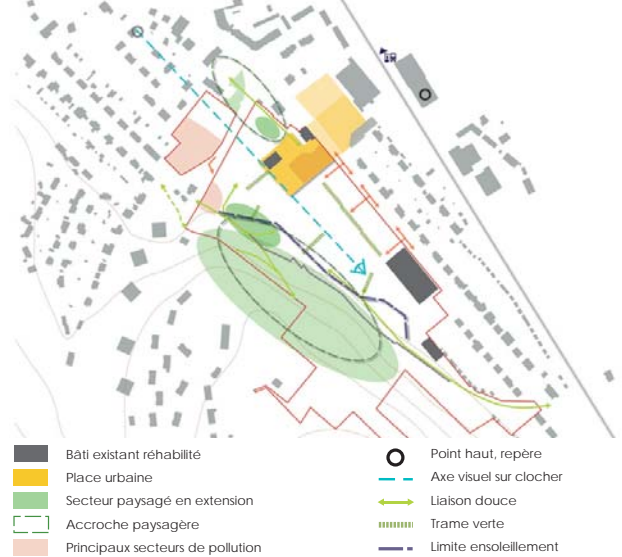 Bâti existant réhabilité
Place urbaine
Secteur paysagé en extension
Accroche paysagère
Principaux secteurs de pollution
Point haut, repère
Axe visuel sur clocher
Liaison douce
Trame verte
Limite ensoleillement